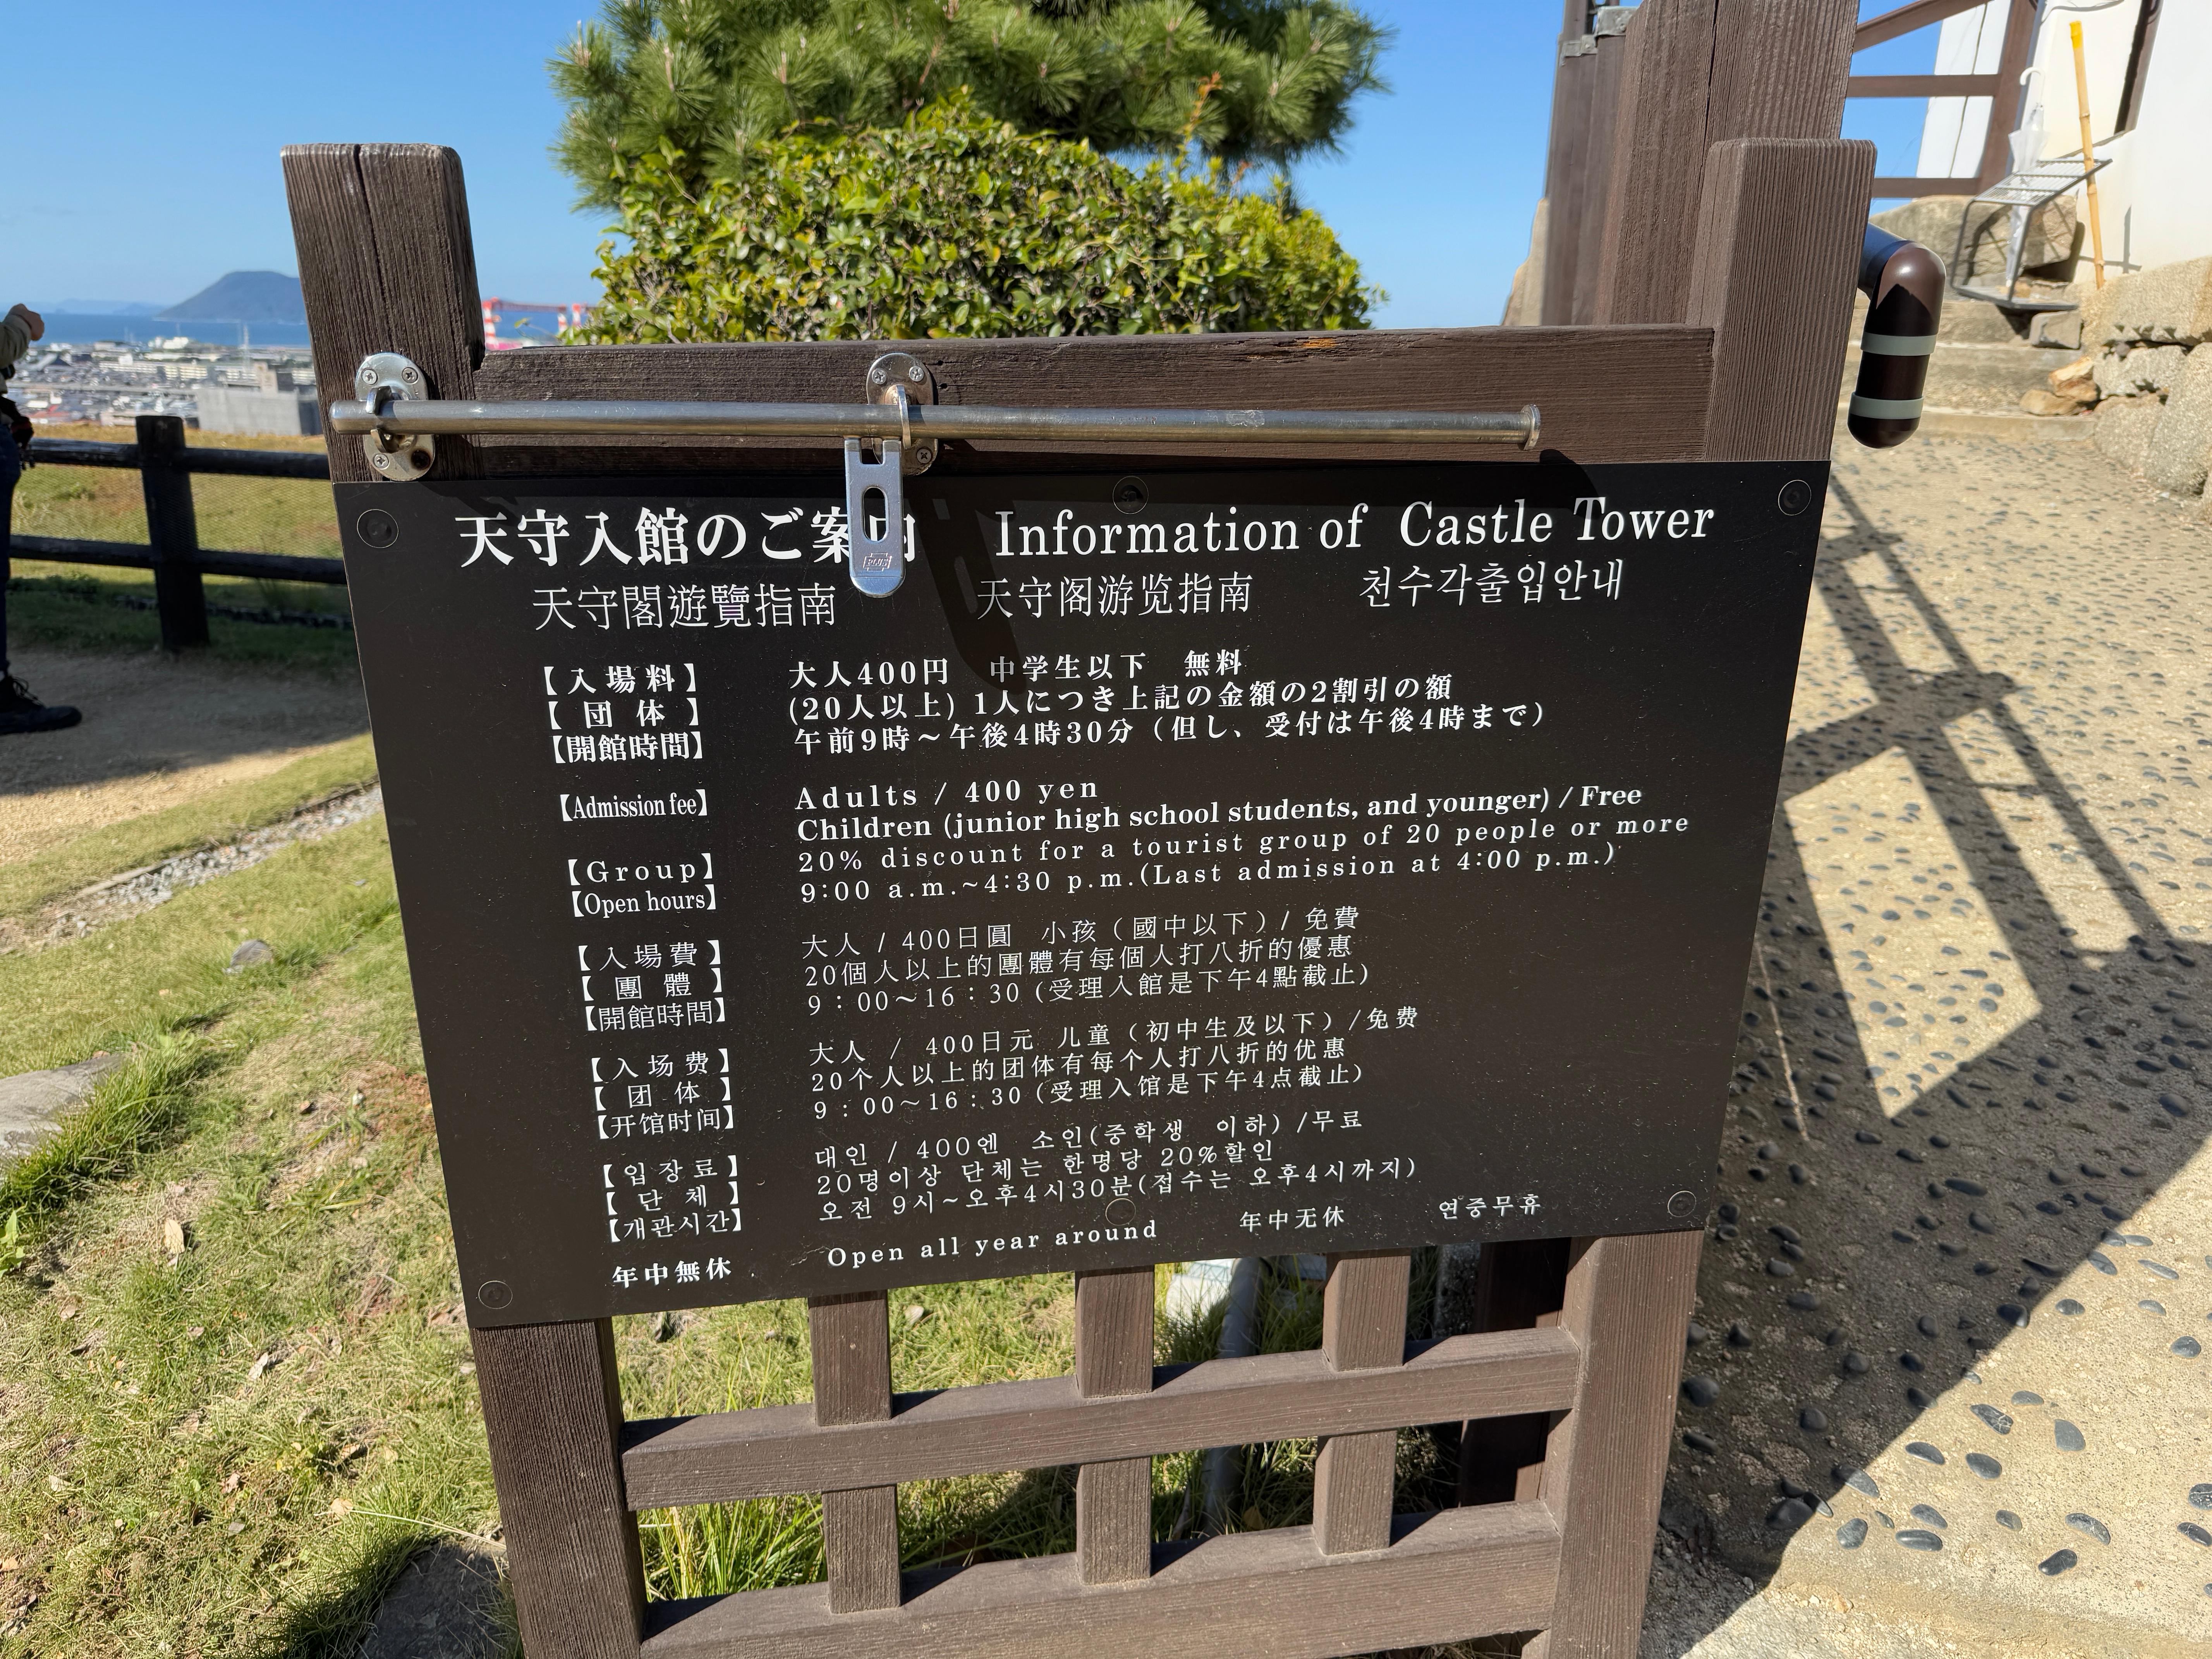 天守入館のご案内 Information of Castle Tower
天守閣遊覽指南 天守阁游览指南 천수각출입안내
【入場料】 大人400円 中学生以下 無料
【団体】 (20人以上) 1人につき上記の金額の2割引の額
【開館時間】 午前9時～午後4時30分（但し、受付は午後4時まで）
【Admission fee】 Adults / 400 yen
Children (junior high school students, and younger) / Free
【Group】 20% discount for a tourist group of 20 people or more
【Open hours】 9:00 a.m.~4:30 p.m.(Last admission at 4:00 p.m.)
【入場費】 大人 / 400日圓 小孩（國中以下）/ 免費
【團體】 20個人以上的團體有每個人打八折的優惠
【開館時間】 9：00～16：30 (受理入館是下午4點截止)
【入场费】 大人 / 400日元 儿童（初中生及以下）/免费
【团体】 20个人以上的团体有每个人打八折的优惠
【开馆时间】 9：00～16：30 (受理入馆是下午4点截止)
【입장료】 대인 / 400엔 소인(중학생 이하) /무료
【단체】 20명이상 단체는 한명당 20%할인
【개관시간】 오전 9시~오후4시30분(접수는 오후4시까지)
年中無休 Open all year around 年中无休 연중무휴